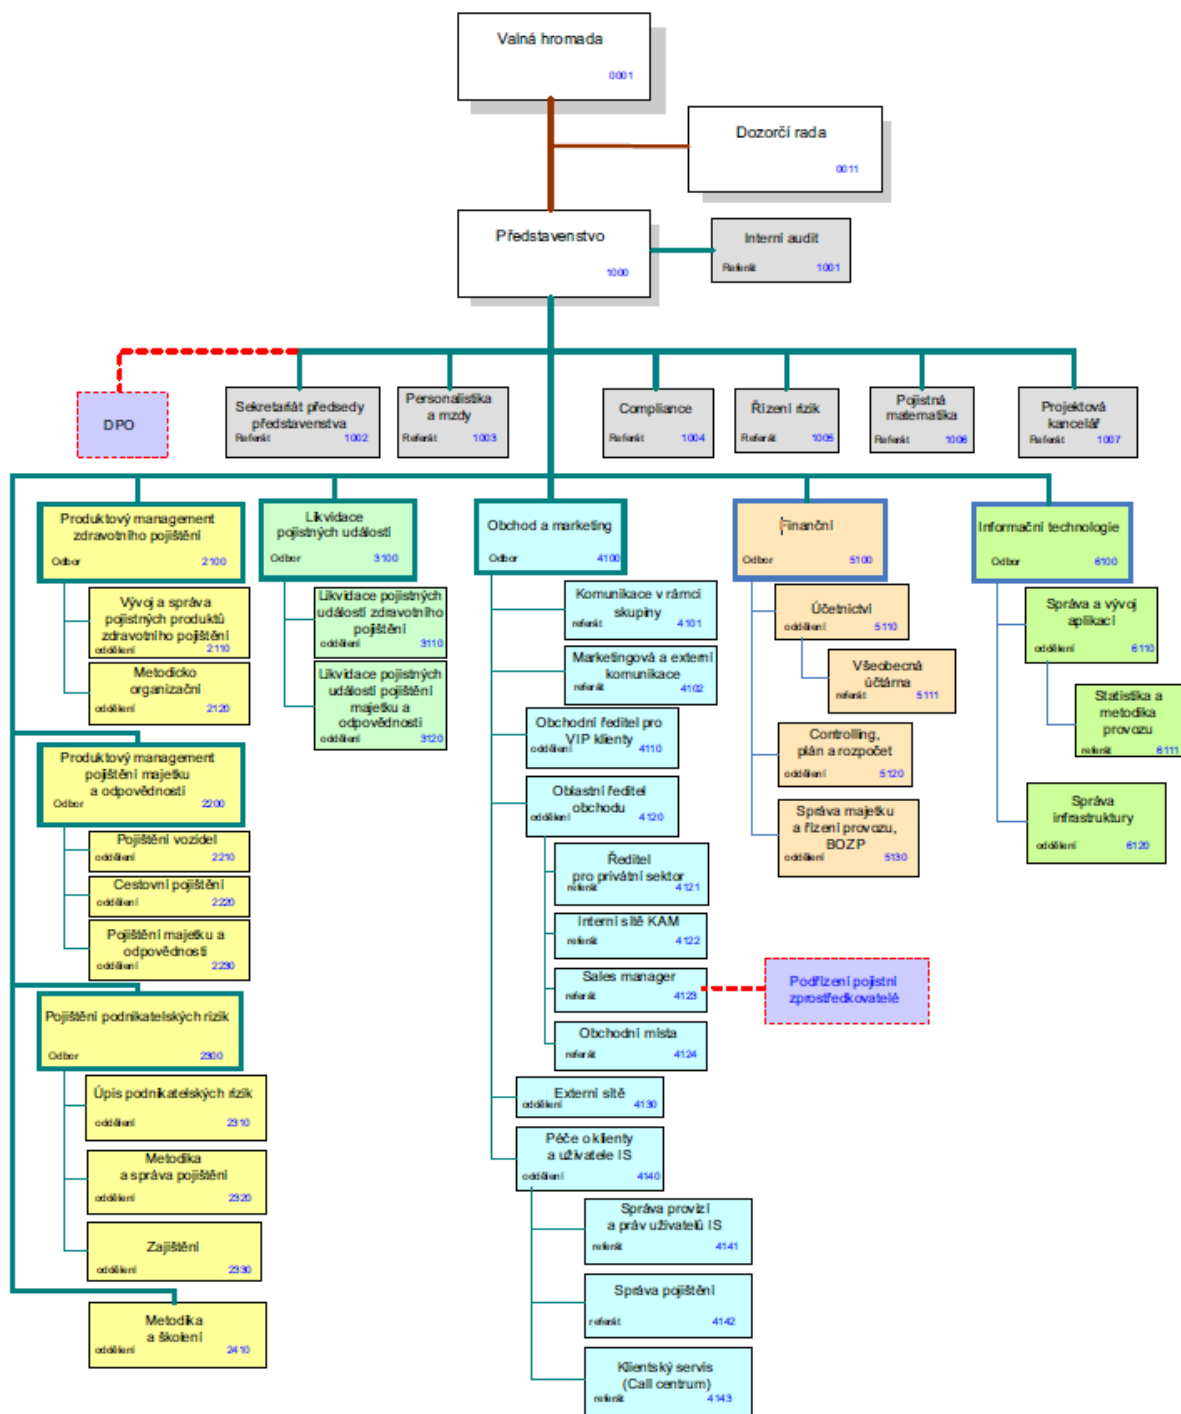 Valná hromada
0001
Dozorčí rada
0011
Představenstvo
1000
Interní audit
Referát 1001
DPO
Sekretariát předsedy
představenstva
Referát 1002
Personalistika
a mzdy
Referát 1003
Compliance
Referát 1004
Řízení rizik
Referát 1005
Pojistná
matematika
Referát 1006
Projektová
kancelář
Referát 1007
Produktový management
zdravotního pojištění
Odbor 2100
Vývoj a správa
pojistných produktů
zdravotního pojištění
oddělení 2110
Metodicko
organizační
oddělení 2120
Produktový management
pojištění majetku
a odpovědnosti
Odbor 2200
Pojištění vozidel
oddělení 2210
Cestovní pojištění
oddělení 2220
Pojištění majetku a
odpovědnosti
oddělení 2230
Pojištění podnikatelských rizik
Odbor 2300
Úpis podnikatelských rizik
oddělení 2310
Metodika
a správa pojištění
oddělení 2320
Zajištění
oddělení 2330
Metodika
a školení
oddělení 2410
Likvidace
pojistných událostí
Odbor 3100
Likvidace pojistných
událostí zdravotního
pojištění
oddělení 3110
Likvidace pojistných
událostí pojištění
majetku
a odpovědnosti
oddělení 3120
Obchod a marketing
Odbor 4100
Komunikace v rámci
skupiny
referát 4101
Marketingová a externí
komunikace
referát 4102
Obchodní ředitel pro
VIP klienty
oddělení 4110
Oblastní ředitel
obchodu
oddělení 4120
Ředitel
pro privátní sektor
referát 4121
Interní sítě KAM
referát 4122
Sales manager
referát 4123
Podřízení pojistní
zprostředkovatelé
Obchodní místa
referát 4124
Externí sítě
oddělení 4130
Péče o klienty
a uživatele IS
oddělení 4140
Správa provizí
a práv uživatelů IS
referát 4141
Správa pojištění
referát 4142
Klientský servis
(Call centrum)
referát 4143
Finanční
Odbor 5100
Účetnictví
oddělení 5110
Všeobecná
účtárna
referát 5111
Controlling,
plán a rozpočet
oddělení 5120
Správa majetku
a řízení provozu,
BOZP
oddělení 5130
Informační technologie
Odbor 6100
Správa a vývoj
aplikací
oddělení 6110
Statistika a
metodika
provozu
referát 6111
Správa
infrastruktury
oddělení 6120